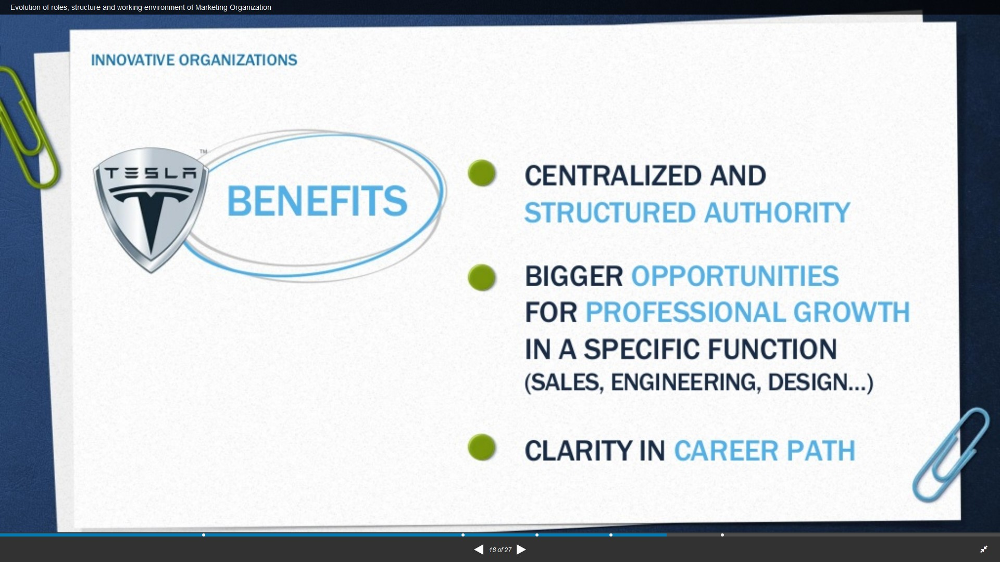 Evolution of roles, structure and working environment of Marketing Organization
INNOVATIVE ORGANIZATIONS
TESLA
TM
BENEFITS
CENTRALIZED AND
STRUCTURED AUTHORITY
BIGGER OPPORTUNITIES
FOR PROFESSIONAL GROWTH
IN A SPECIFIC FUNCTION
(SALES, ENGINEERING, DESIGN...)
CLARITY IN CAREER PATH
18 of 27